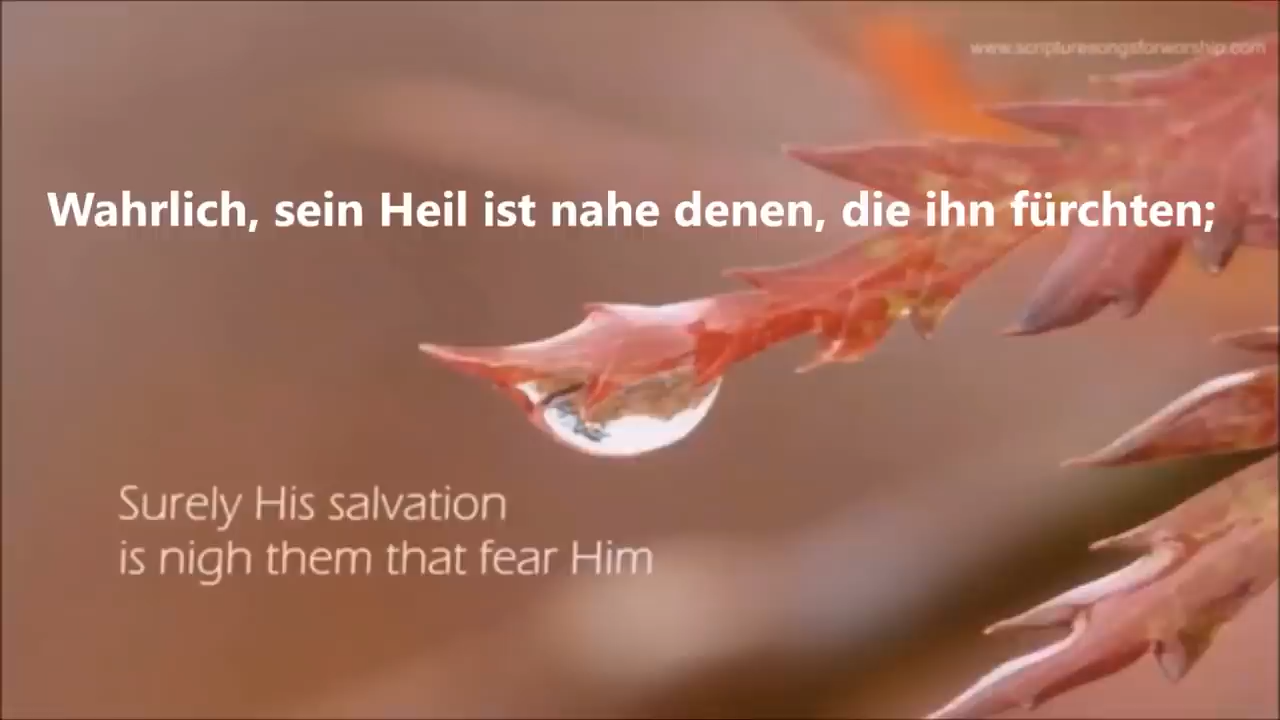 www.scripturesongsforworship.com
Wahrlich, sein Heil ist nahe denen, die ihn fürchten;
Surely His salvation
is nigh them that fear Him